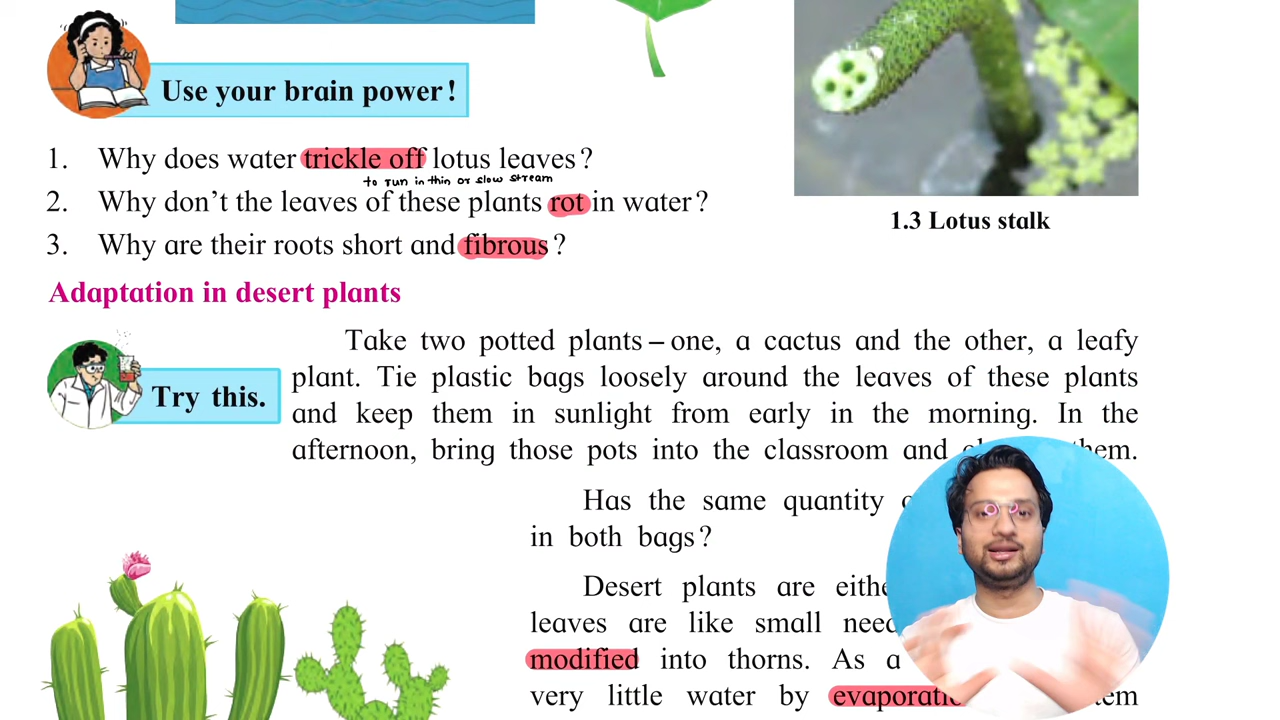 Use your brain power!
1. Why does water trickle off lotus leaves?
to run in thin or slow stream
2. Why don't the leaves of these plants rot in water?
3. Why are their roots short and fibrous?
1.3 Lotus stalk
Adaptation in desert plants
Try this.
Take two potted plants – one, a cactus and the other, a leafy
plant. Tie plastic bags loosely around the leaves of these plants
and keep them in sunlight from early in the morning. In the
afternoon, bring those pots into the classroom and
Has the same quantity
in both bags?
Desert plants are
leaves are like small
modified into thorns. As a
very little water by